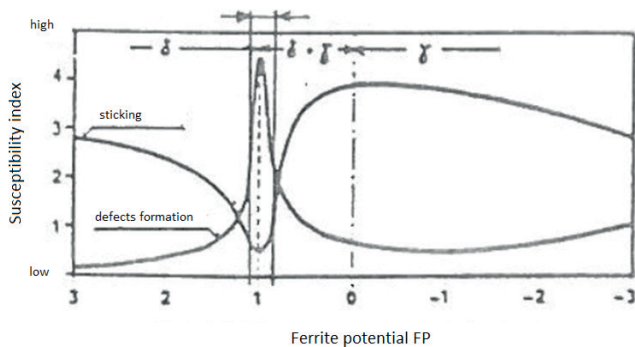 high
δ
δ + γ
γ
4
sticking
3
2
defects formation
1
low
3
2
1
0
-1
-2
-3
Susceptibility index
Ferrite potential FP